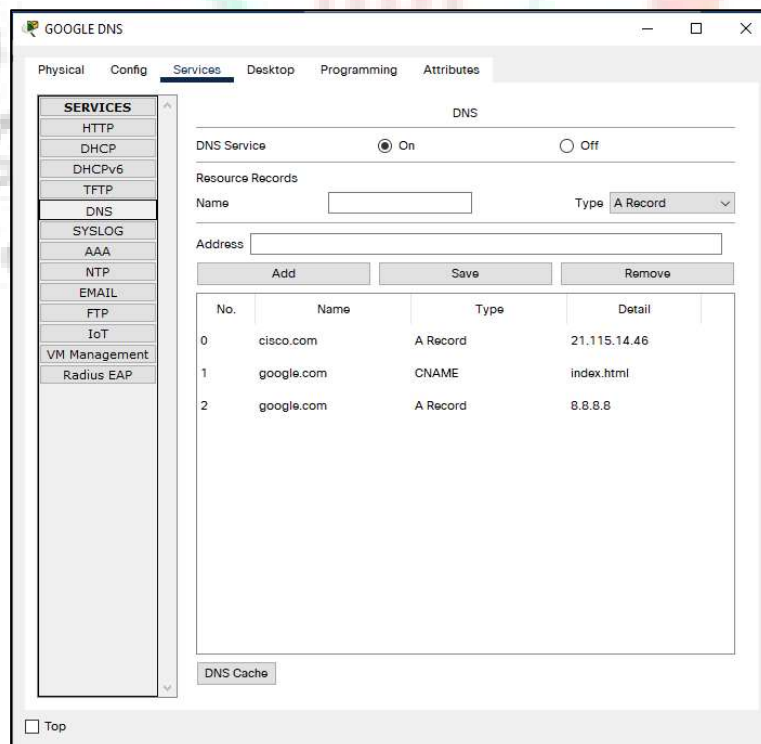 GOOGLE DNS
Physical Config Services Desktop Programming Attributes
SERVICES
HTTP
DHCP
DHCPv6
TFTP
DNS
SYSLOG
AAA
NTP
EMAIL
FTP
IoT
VM Management
Radius EAP
DNS
DNS Service On Off
Resource Records
Name Type A Record
Address
Add Save Remove
No. Name Type Detail
0 cisco.com A Record 21.115.14.46
1 google.com CNAME index.html
2 google.com A Record 8.8.8.8
DNS Cache
Top